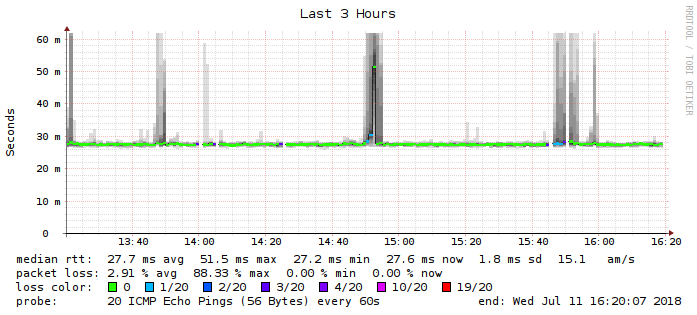 Last 3 Hours
RRDTOOL / TOBI OETIKER
Seconds
60 m
50 m
40 m
30 m
20 m
10 m
0
13:40 14:00 14:20 14:40 15:00 15:20 15:40 16:00 16:20
median rtt: 27.7 ms avg 51.5 ms max 27.2 ms min 27.6 ms now 1.8 ms sd 15.1 am/s
packet loss: 2.91 % avg 88.33 % max 0.00 % min 0.00 % now
loss color: 0 1/20 2/20 3/20 4/20 10/20 19/20
probe: 20 ICMP Echo Pings (56 Bytes) every 60s end: Wed Jul 11 16:20:07 2018